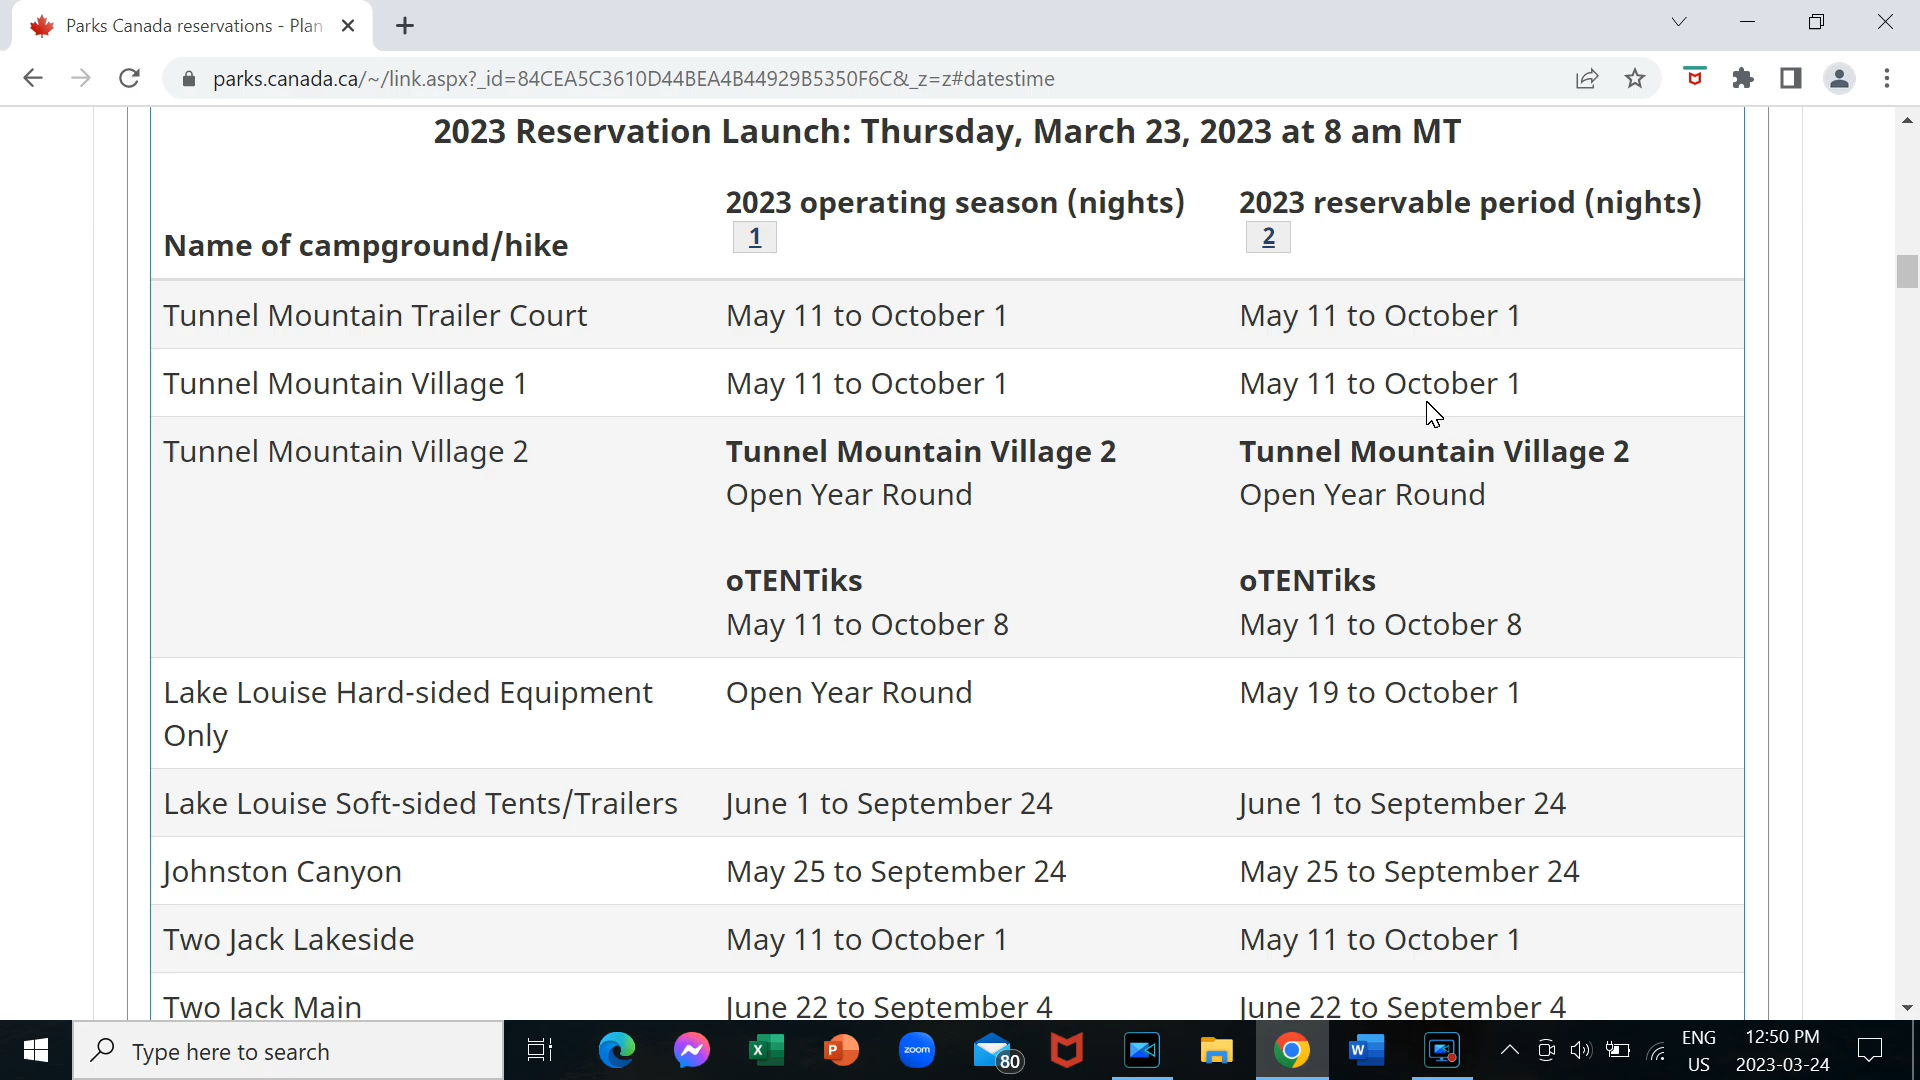 Parks Canada reservations - Plan
parks.canada.ca/~/link.aspx?_id=84CEA5C3610D44BEA4B44929B5350F6C&_z=z#datestime
2023 Reservation Launch: Thursday, March 23, 2023 at 8 am MT
Name of campground/hike
2023 operating season (nights)
1
2023 reservable period (nights)
2
Tunnel Mountain Trailer Court May 11 to October 1 May 11 to October 1
Tunnel Mountain Village 1 May 11 to October 1 May 11 to October 1
Tunnel Mountain Village 2 Tunnel Mountain Village 2 Tunnel Mountain Village 2
Open Year Round Open Year Round
oTENTiks oTENTiks
May 11 to October 8 May 11 to October 8
Lake Louise Hard-sided Equipment Open Year Round May 19 to October 1
Only
Lake Louise Soft-sided Tents/Trailers June 1 to September 24 June 1 to September 24
Johnston Canyon May 25 to September 24 May 25 to September 24
Two Jack Lakeside May 11 to October 1 May 11 to October 1
Two Jack Main June 22 to September 4 June 22 to September 4
Type here to search
X
P
zoom
80
W
ENG
US
12:50 PM
2023-03-24